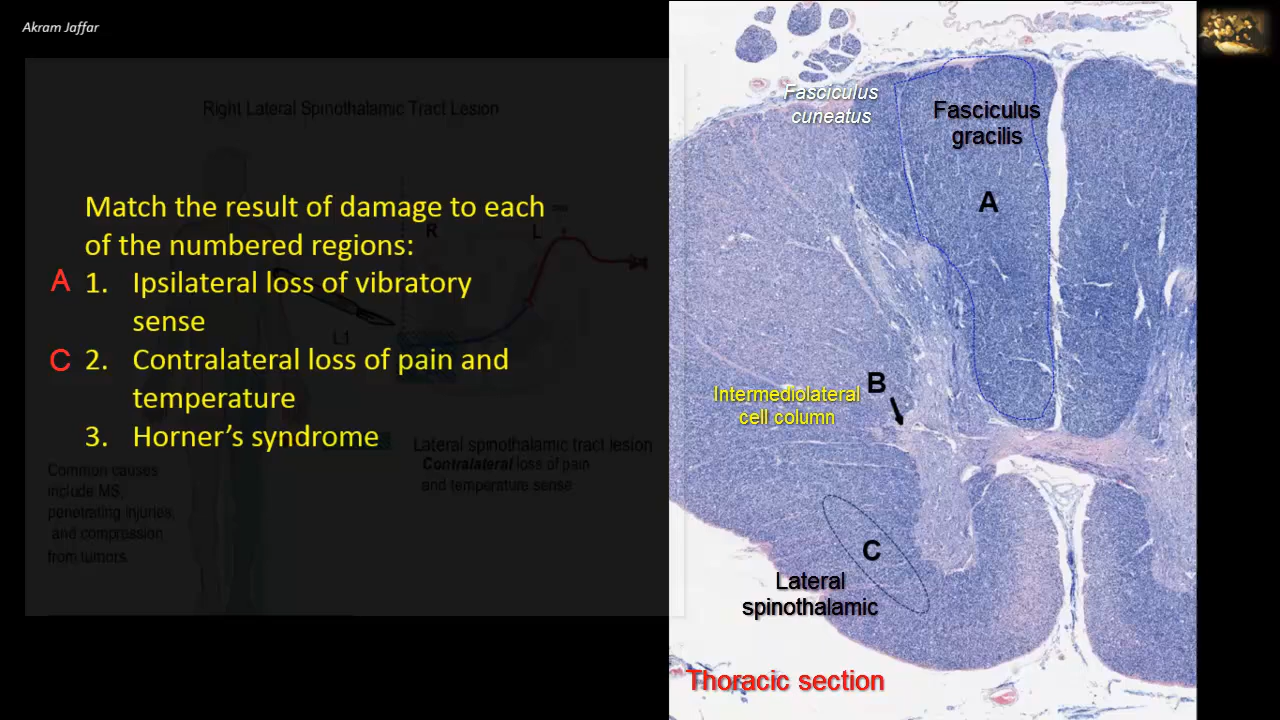 Akram Jaffar
Right Lateral Spinothalamic Tract Lesion
Match the result of damage to each
of the numbered regions:
A 1. Ipsilateral loss of vibratory
sense
C 2. Contralateral loss of pain and
temperature
3. Horner's syndrome
R
L
L1
Lateral spinothalamic tract lesion
Contralateral loss of pain
and temperature sense
Common causes
include MS,
penetrating injuries,
and compression
from tumors.
Fasciculus
cuneatus
Fasciculus
gracilis
A
B
Intermediolateral
cell column
C
Lateral
spinothalamic
Thoracic section